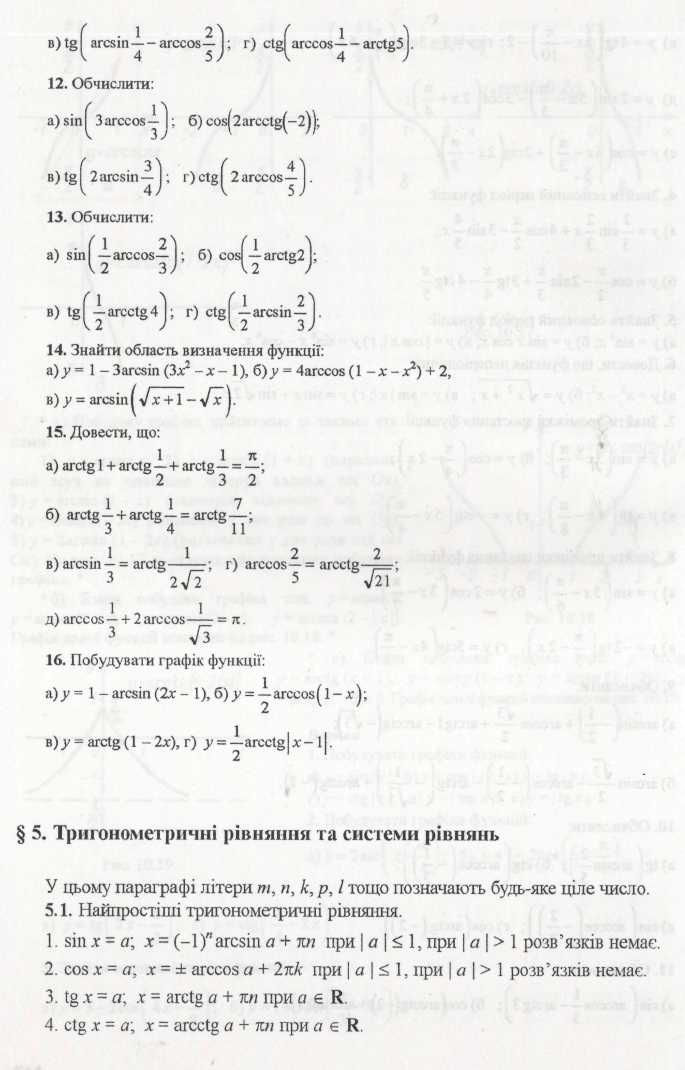 в) tg(arcsin 1/4 − arccos 2/5); г) ctg(arccos 1/4 − arctg5).
12. Обчислити:
а) sin(3arccos 1/3); б) cos(2arcctg(−2));
в) tg(2arcsin 3/4); г) ctg(2arccos 4/5).
13. Обчислити:
а) sin(1/2 arccos 2/3); б) cos(1/2 arctg2);
в) tg(1/2 arcctg4); г) ctg(1/2 arcsin 2/3).
14. Знайти область визначення функції:
а) y = 1 – 3arcsin (3x² – x – 1), б) y = 4arccos (1 – x – x²) + 2,
в) y = arcsin(√(x+1) − √x).
15. Довести, що:
а) arctg1 + arctg 1/2 + arctg 1/3 = π/2;
б) arctg 1/3 + arctg 1/4 = arctg 7/11;
в) arcsin 1/3 = arctg 1/(2√2); г) arccos 2/5 = arcctg 2/√21;
д) arccos 1/3 + 2arccos 1/√3 = π.
16. Побудувати графік функції:
а) y = 1 – arcsin (2x – 1), б) y = 1/2 arccos(1 − x);
в) y = arctg (1 – 2x), г) y = 1/2 arcctg|x − 1|.
§ 5. Тригонометричні рівняння та системи рівнянь
У цьому параграфі літери m, n, k, p, l тощо позначають будь-яке ціле число.
5.1. Найпростіші тригонометричні рівняння.
1. sin x = a; x = (–1)ⁿ arcsin a + πn при | a | ≤ 1, при | a | > 1 розв’язків немає.
2. cos x = a; x = ± arccos a + 2πk при | a | ≤ 1, при | a | > 1 розв’язків немає.
3. tg x = a; x = arctg a + πn при a ∈ R.
4. ctg x = a; x = arcctg a + πn при a ∈ R.